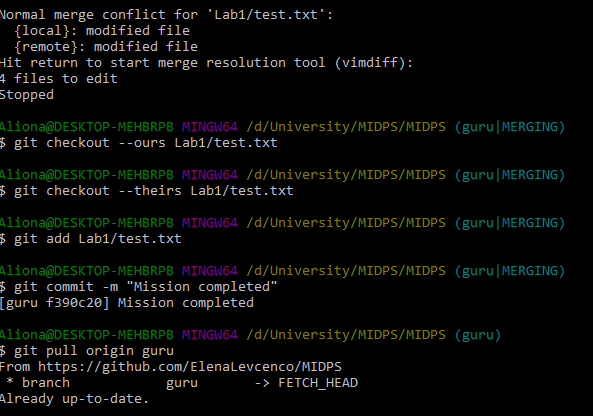 Normal merge conflict for 'Lab1/test.txt':
  {local}: modified file
  {remote}: modified file
Hit return to start merge resolution tool (vimdiff):
4 files to edit
Stopped
Aliona@DESKTOP-MEHBRPB MINGW64 /d/University/MIDPS/MIDPS (guru|MERGING)
$ git checkout --ours Lab1/test.txt
Aliona@DESKTOP-MEHBRPB MINGW64 /d/University/MIDPS/MIDPS (guru|MERGING)
$ git checkout --theirs Lab1/test.txt
Aliona@DESKTOP-MEHBRPB MINGW64 /d/University/MIDPS/MIDPS (guru|MERGING)
$ git add Lab1/test.txt
Aliona@DESKTOP-MEHBRPB MINGW64 /d/University/MIDPS/MIDPS (guru|MERGING)
$ git commit -m "Mission completed"
[guru f390c20] Mission completed
Aliona@DESKTOP-MEHBRPB MINGW64 /d/University/MIDPS/MIDPS (guru)
$ git pull origin guru
From https://github.com/ElenaLevcenco/MIDPS
 * branch            guru       -> FETCH_HEAD
Already up-to-date.